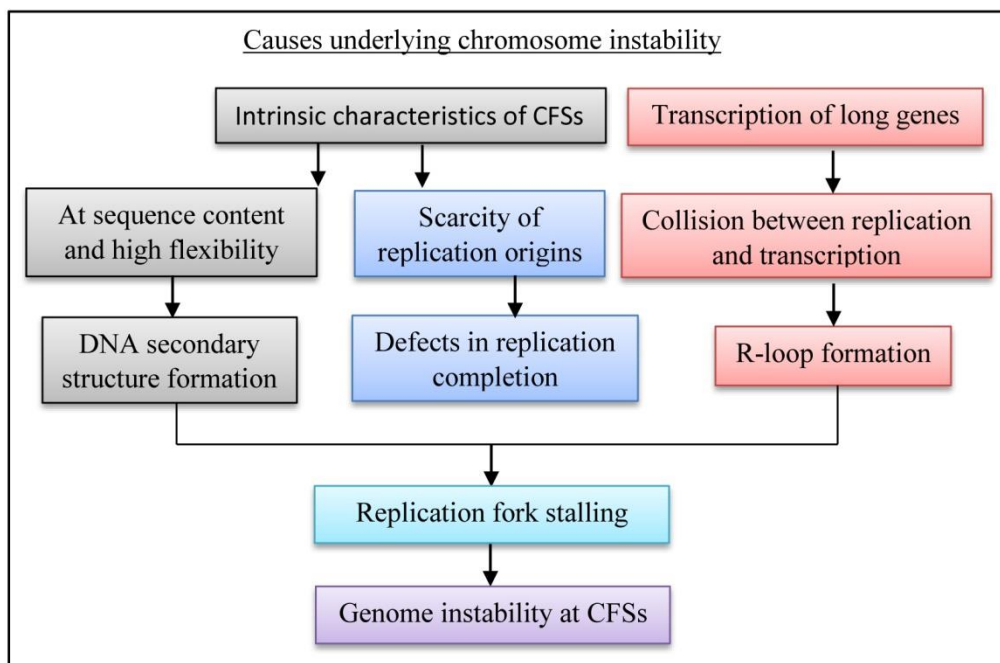 Causes underlying chromosome instability
Intrinsic characteristics of CFSs
Transcription of long genes
At sequence content
and high flexibility
Scarcity of
replication origins
Collision between replication
and transcription
DNA secondary
structure formation
Defects in replication
completion
R-loop formation
Replication fork stalling
Genome instability at CFSs